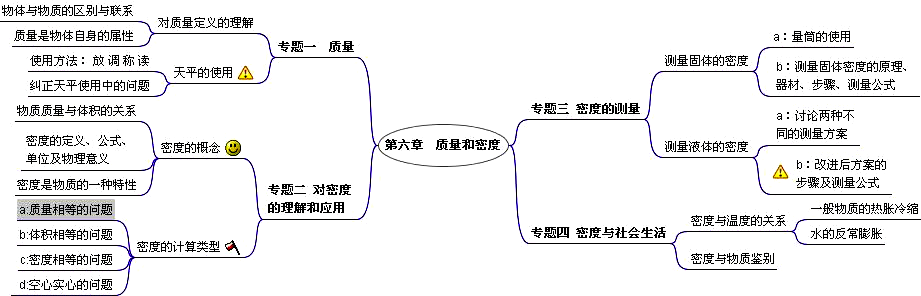 第六章　质量和密度
专题一　质量
对质量定义的理解
物体与物质的区别与联系
质量是物体自身的属性
天平的使用
使用方法：放 调 称 读
纠正天平使用中的问题
专题二 对密度
的理解和应用
密度的概念
物质质量与体积的关系
密度的定义、公式、
单位及物理意义
密度是物质的一种特性
密度的计算类型
a:质量相等的问题
b:体积相等的问题
c:密度相等的问题
d:空心实心的问题
专题三 密度的测量
测量固体的密度
a：量筒的使用
b：测量固体密度的原理、
器材、步骤、测量公式
测量液体的密度
a：讨论两种不
同的测量方案
b：改进后方案的
步骤及测量公式
专题四 密度与社会生活
密度与温度的关系
一般物质的热胀冷缩
水的反常膨胀
密度与物质鉴别